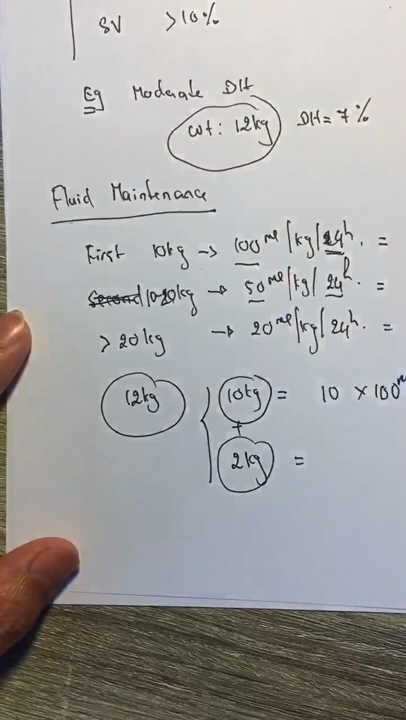 SV >10%
Eg Moderate DH
wt: 12kg DH = 7%
Fluid Maintenance
First 10kg → 100ml/kg/24h. =
Second 10-20kg → 50ml/kg/24h =
> 20kg → 20ml/kg/24h. =
12kg { 10kg = 10 × 100m
+
2kg =